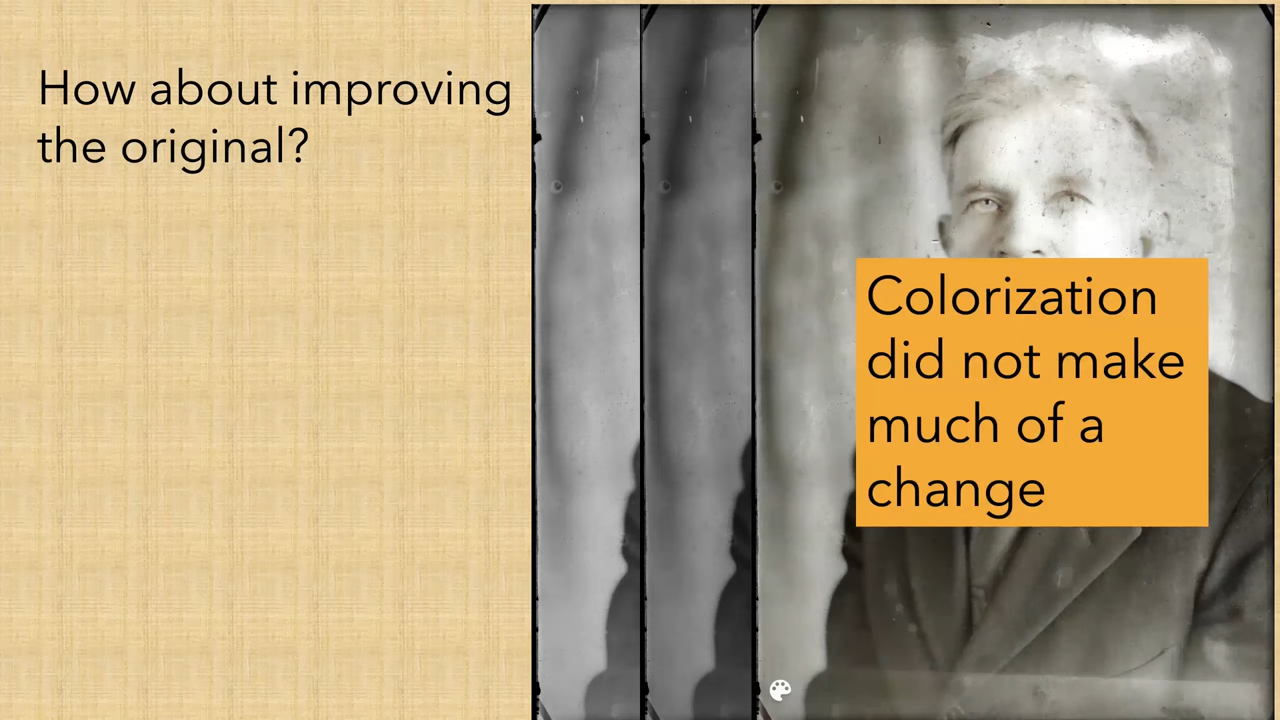 How about improving
the original?
Colorization
did not make
much of a
change